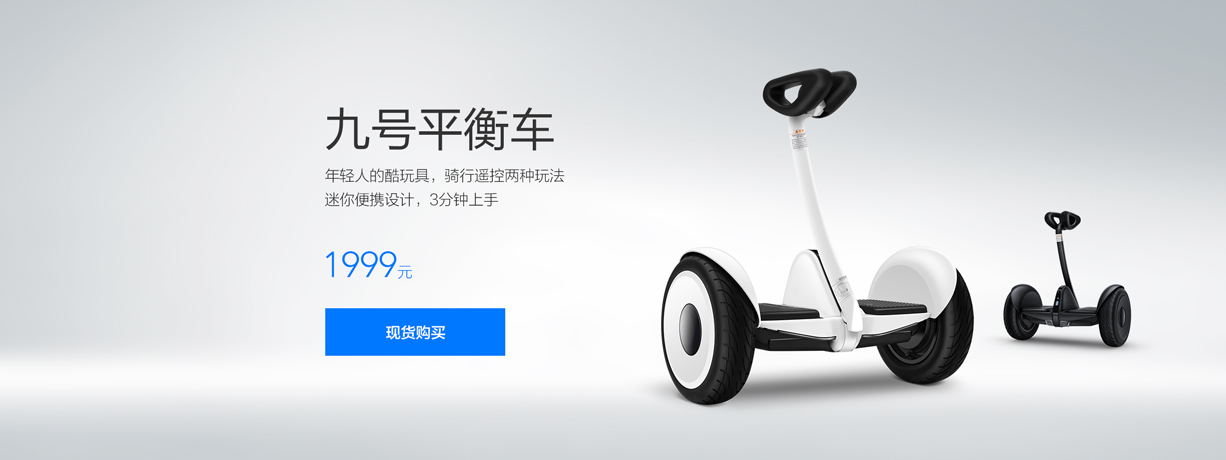 九号平衡车
年轻人的酷玩具，骑行遥控两种玩法
迷你便携设计，3分钟上手
1999元
现货购买